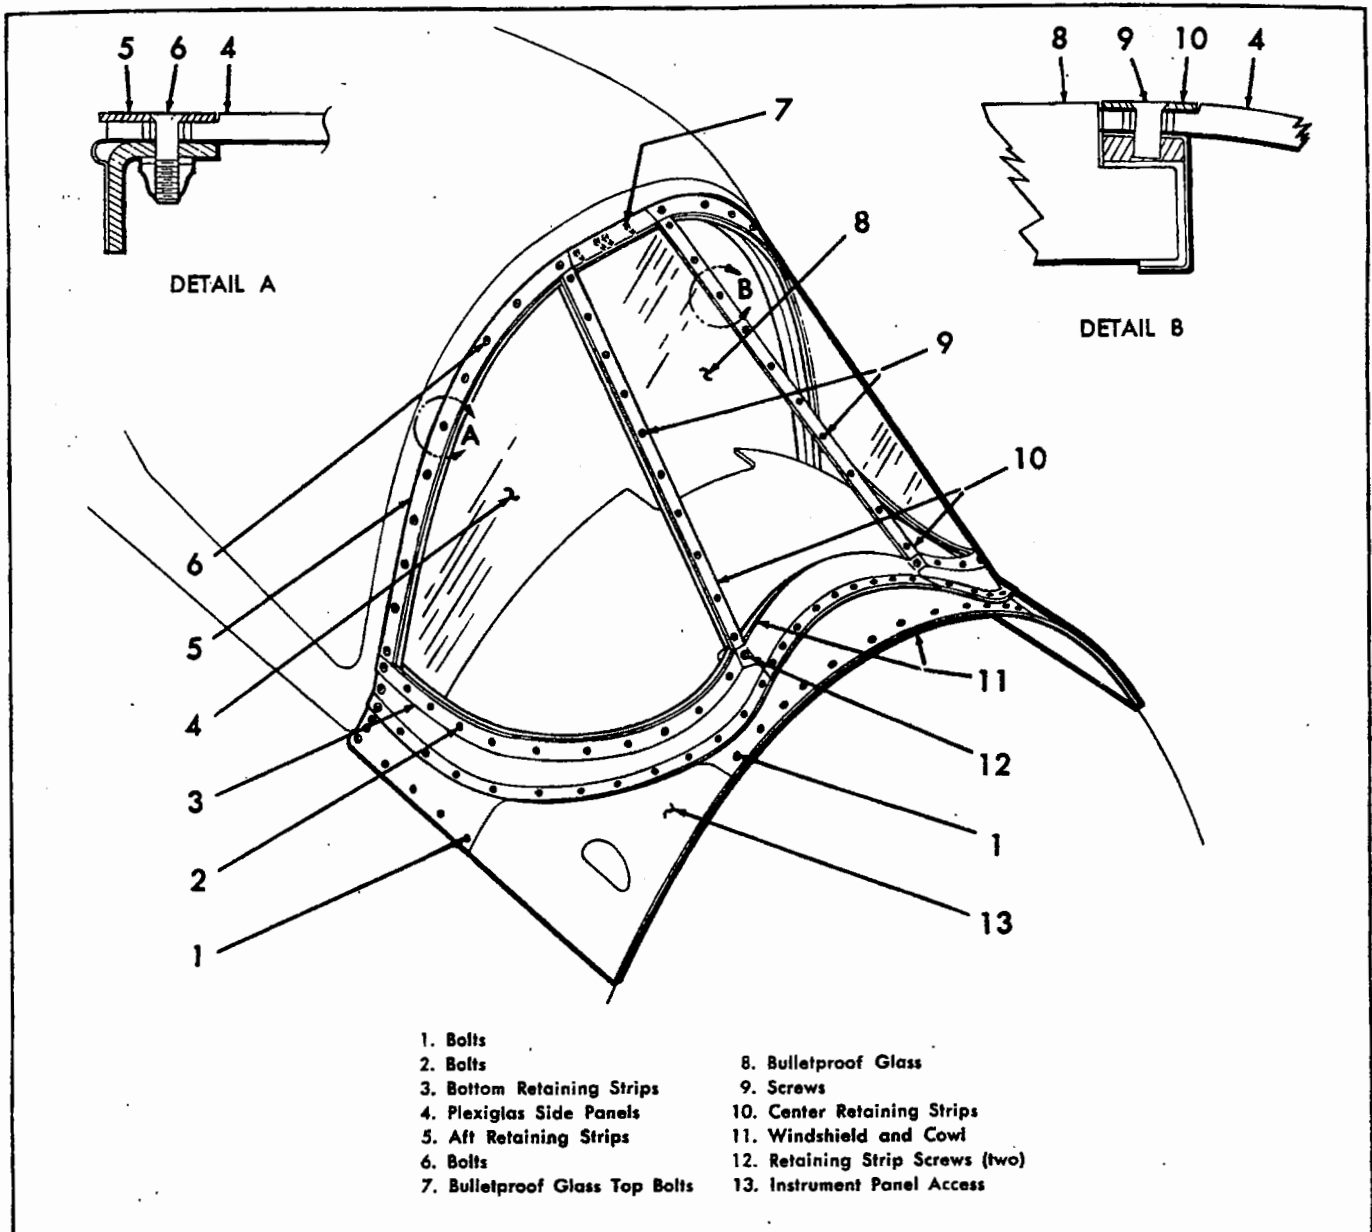 5 6 4
8 9 10 4
7
DETAIL A
8
B
DETAIL B
9
A
10
6
5
11
4
12
3
1
2
13
1
1. Bolts
2. Bolts
3. Bottom Retaining Strips
4. Plexiglas Side Panels
5. Aft Retaining Strips
6. Bolts
7. Bulletproof Glass Top Bolts
8. Bulletproof Glass
9. Screws
10. Center Retaining Strips
11. Windshield and Cowl
12. Retaining Strip Screws (two)
13. Instrument Panel Access